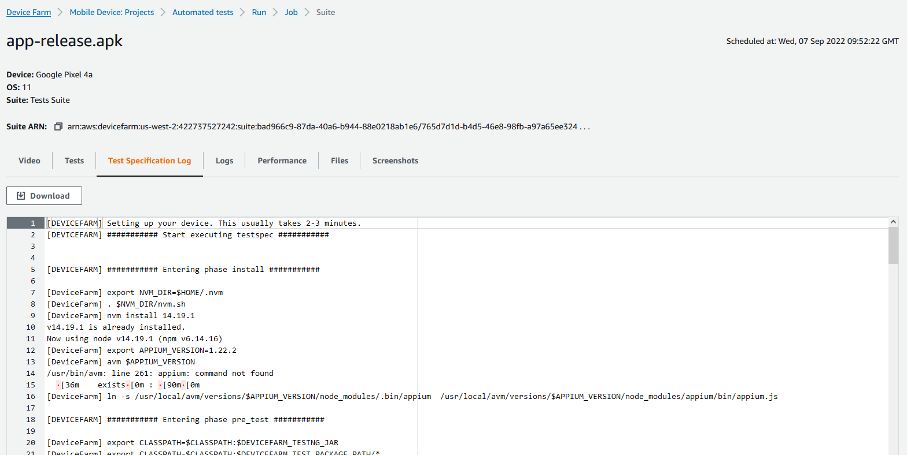 Device Farm > Mobile Device: Projects > Automated tests > Run > Job > Suite
app-release.apk
Scheduled at: Wed, 07 Sep 2022 09:52:22 GMT
Device: Google Pixel 4a
OS: 11
Suite: Tests Suite
Suite ARN: arn:aws:devicefarm:us-west-2:422737527242:suite:bad966c9-87da-40a6-b944-88e0218ab1e6/765d7d1d-b4d5-46e8-98fb-a97a65ee324 ...
Video Tests Test Specification Log Logs Performance Files Screenshots
Download
1 [DEVICEFARM] Setting up your device. This usually takes 2-3 minutes.
2 [DEVICEFARM] ########### Start executing testspec ###########
3
4
5 [DEVICEFARM] ########### Entering phase install ###########
6
7 [DeviceFarm] export NVM_DIR=$HOME/.nvm
8 [DeviceFarm] . $NVM_DIR/nvm.sh
9 [DeviceFarm] nvm install 14.19.1
10 v14.19.1 is already installed.
11 Now using node v14.19.1 (npm v6.14.16)
12 [DeviceFarm] export APPIUM_VERSION=1.22.2
13 [DeviceFarm] avm $APPIUM_VERSION
14 /usr/bin/avm: line 261: appium: command not found
15 ·[36m exists·[0m : ·[90m·[0m
16 [DeviceFarm] ln -s /usr/local/avm/versions/$APPIUM_VERSION/node_modules/.bin/appium /usr/local/avm/versions/$APPIUM_VERSION/node_modules/appium/bin/appium.js
17
18 [DEVICEFARM] ########### Entering phase pre_test ###########
19
20 [DeviceFarm] export CLASSPATH=$CLASSPATH:$DEVICEFARM_TESTING_JAR
21 [DeviceFarm] export CLASSPATH=$CLASSPATH:$DEVICEFARM_TEST_PACKAGE_PATH/*